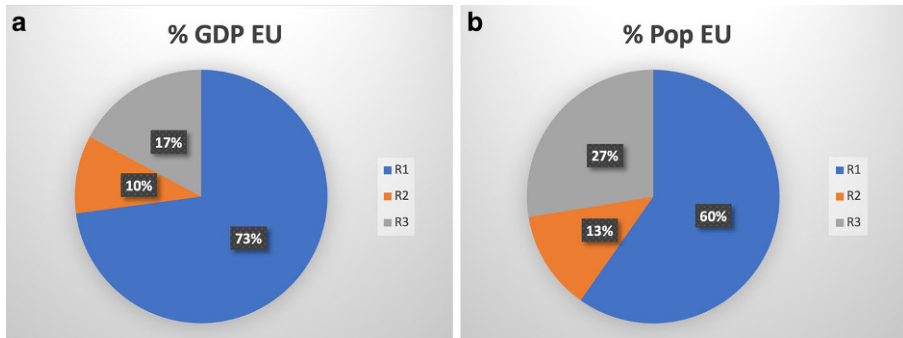 a
% GDP EU
17%
10%
73%
R1
R2
R3
b
% Pop EU
27%
13%
60%
R1
R2
R3